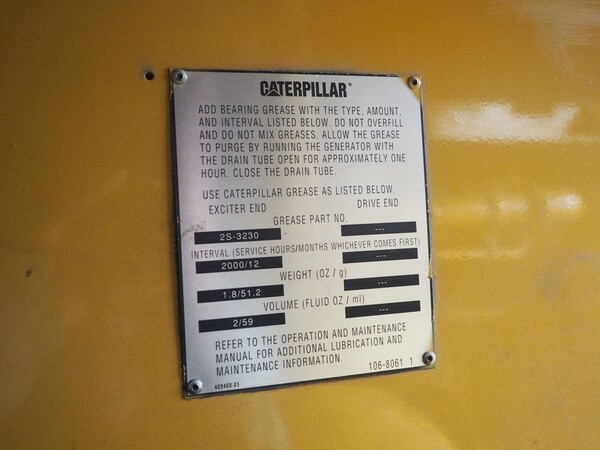 CATERPILLAR®
ADD BEARING GREASE WITH THE TYPE, AMOUNT,
AND INTERVAL LISTED BELOW. DO NOT OVERFILL
AND DO NOT MIX GREASES. ALLOW THE GREASE
TO PURGE BY RUNNING THE GENERATOR WITH
THE DRAIN TUBE OPEN FOR APPROXIMATELY ONE
HOUR. CLOSE THE DRAIN TUBE.
USE CATERPILLAR GREASE AS LISTED BELOW.
EXCITER END DRIVE END
GREASE PART NO.
2S-3230 ---
INTERVAL (SERVICE HOURS/MONTHS WHICHEVER COMES FIRST)
2000/12 ---
WEIGHT (OZ / g)
1.8/51.2 ---
VOLUME (FLUID OZ / ml)
2/59 ---
REFER TO THE OPERATION AND MAINTENANCE
MANUAL FOR ADDITIONAL LUBRICATION AND
MAINTENANCE INFORMATION. 106-8061 1